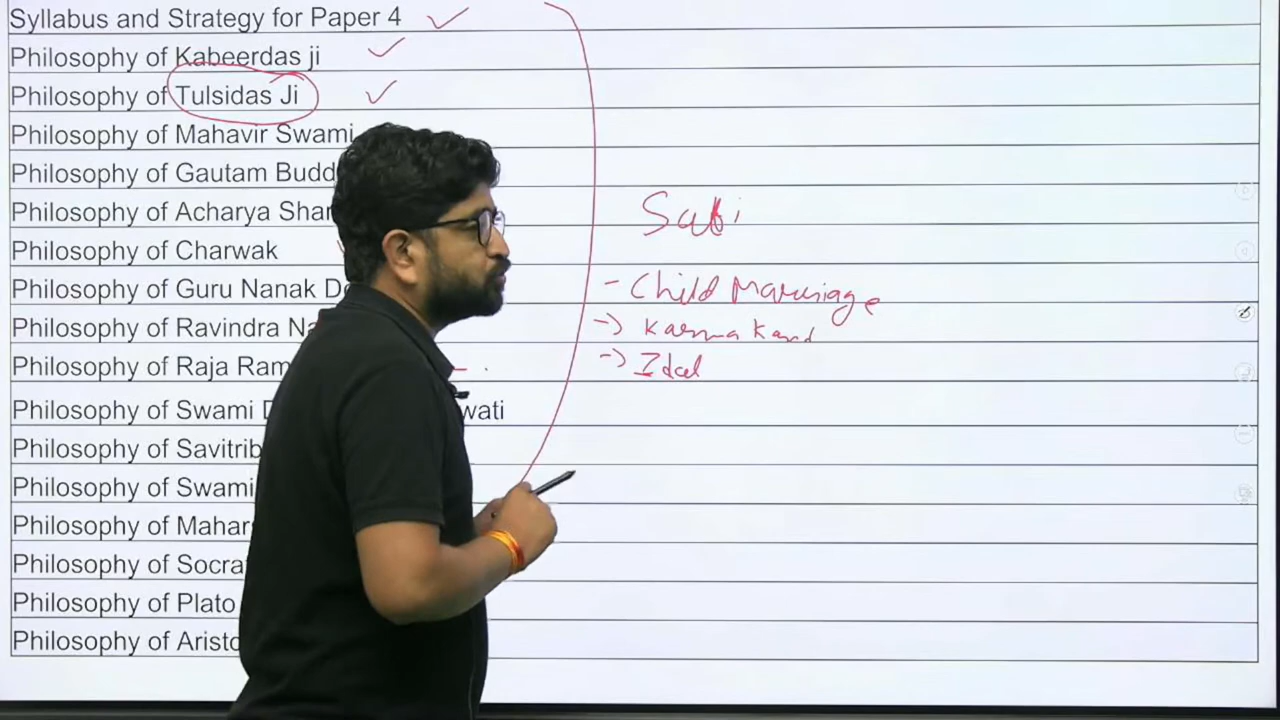 Syllabus and Strategy for Paper 4
Philosophy of Kabeerdas ji
Philosophy of Tulsidas Ji
Philosophy of Mahavir Swami
Philosophy of Gautam Budd
Philosophy of Acharya Shan
Philosophy of Charwak
Philosophy of Guru Nanak De
Philosophy of Ravindra Na
Philosophy of Raja Ram
Philosophy of Swami D wati
Philosophy of Savitrib
Philosophy of Swami
Philosophy of Mahar
Philosophy of Socra
Philosophy of Plato
Philosophy of Aristo
Sati
- Child Marriage
-> Karma Kand
-> Idol